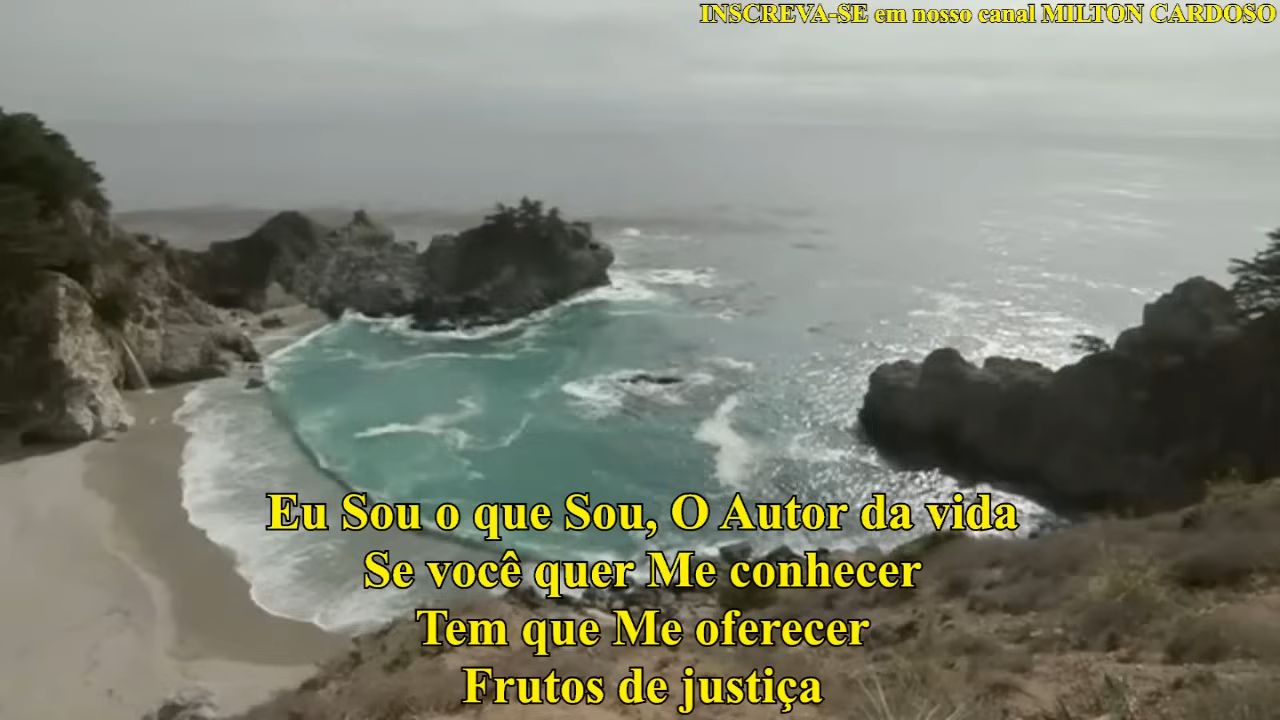 INSCREVA-SE em nosso canal MILTON CARDOSO
Eu Sou o que Sou, O Autor da vida
Se você quer Me conhecer
Tem que Me oferecer
Frutos de justiça